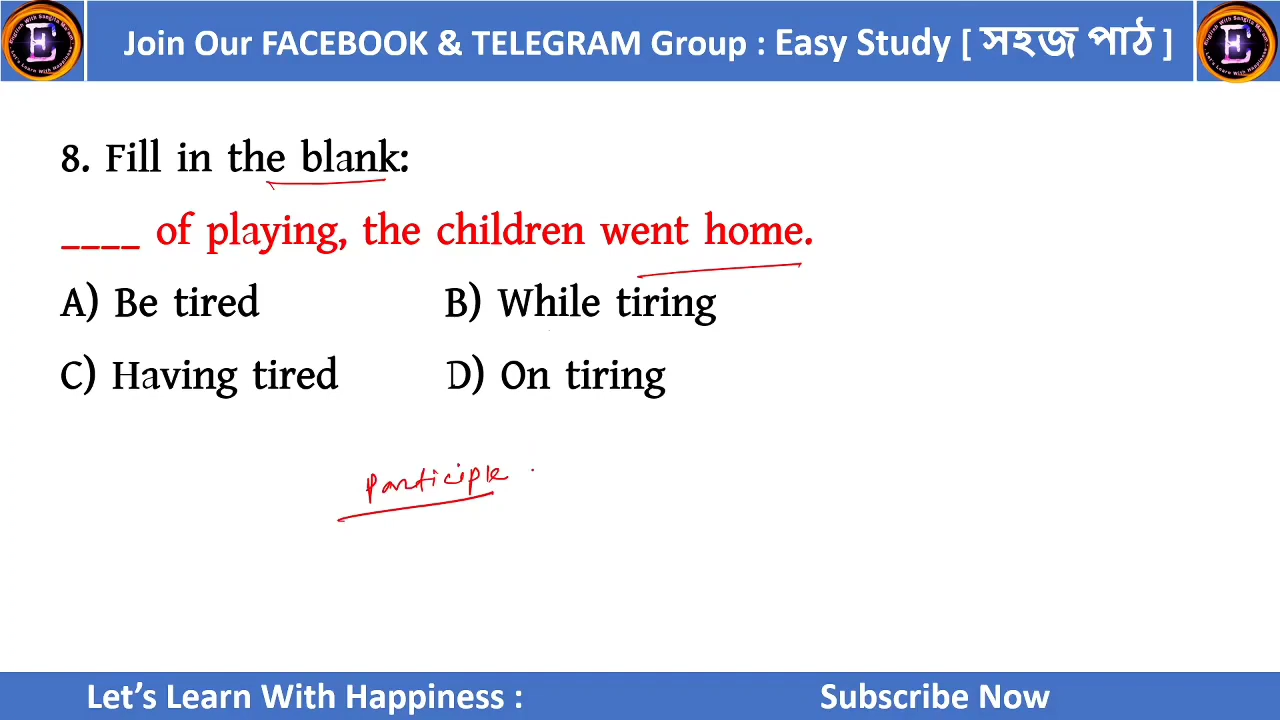 Join Our FACEBOOK & TELEGRAM Group : Easy Study [ সহজ পাঠ ]
8. Fill in the blank:
____ of playing, the children went home.
A) Be tired B) While tiring
C) Having tired D) On tiring
Participle
Let's Learn With Happiness : Subscribe Now